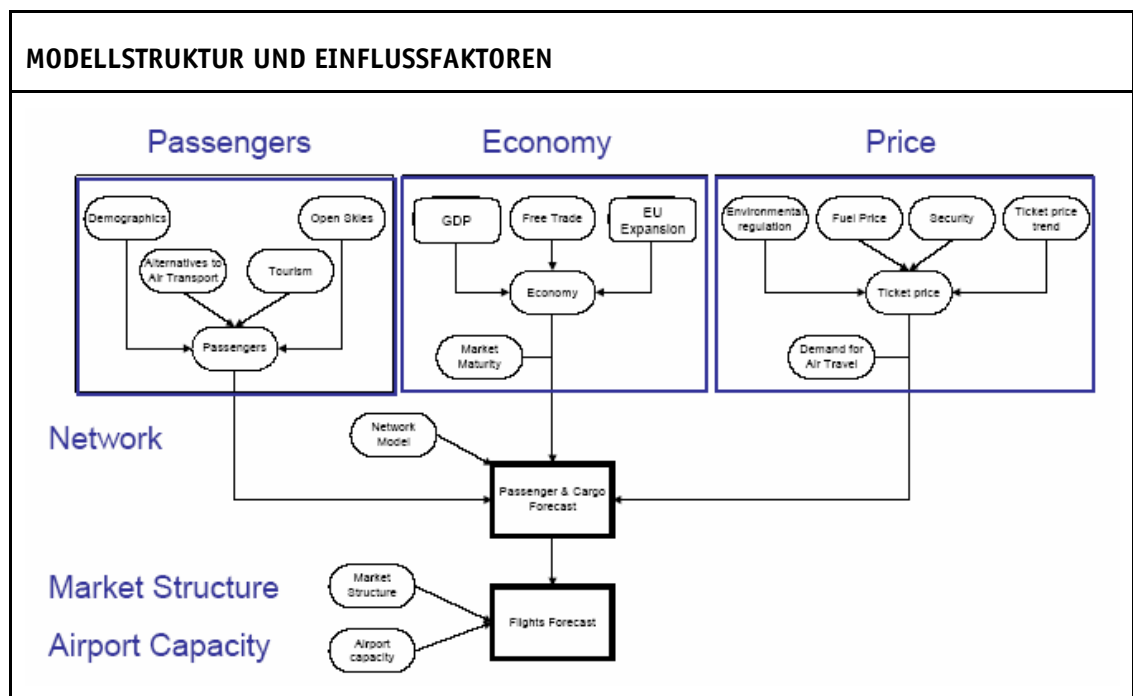 MODELLSTRUKTUR UND EINFLUSSFAKTOREN
Passengers
Economy
Price
Demographics
Open Skies
Alternatives to
Air Transport
Tourism
Passengers
GDP
Free Trade
EU
Expansion
Economy
Market
Maturity
Environmental
regulation
Fuel Price
Security
Ticket price
trend
Ticket price
Demand for
Air Travel
Network
Network
Model
Passenger & Cargo
Forecast
Market Structure
Market
Structure
Flights Forecast
Airport Capacity
Airport
capacity